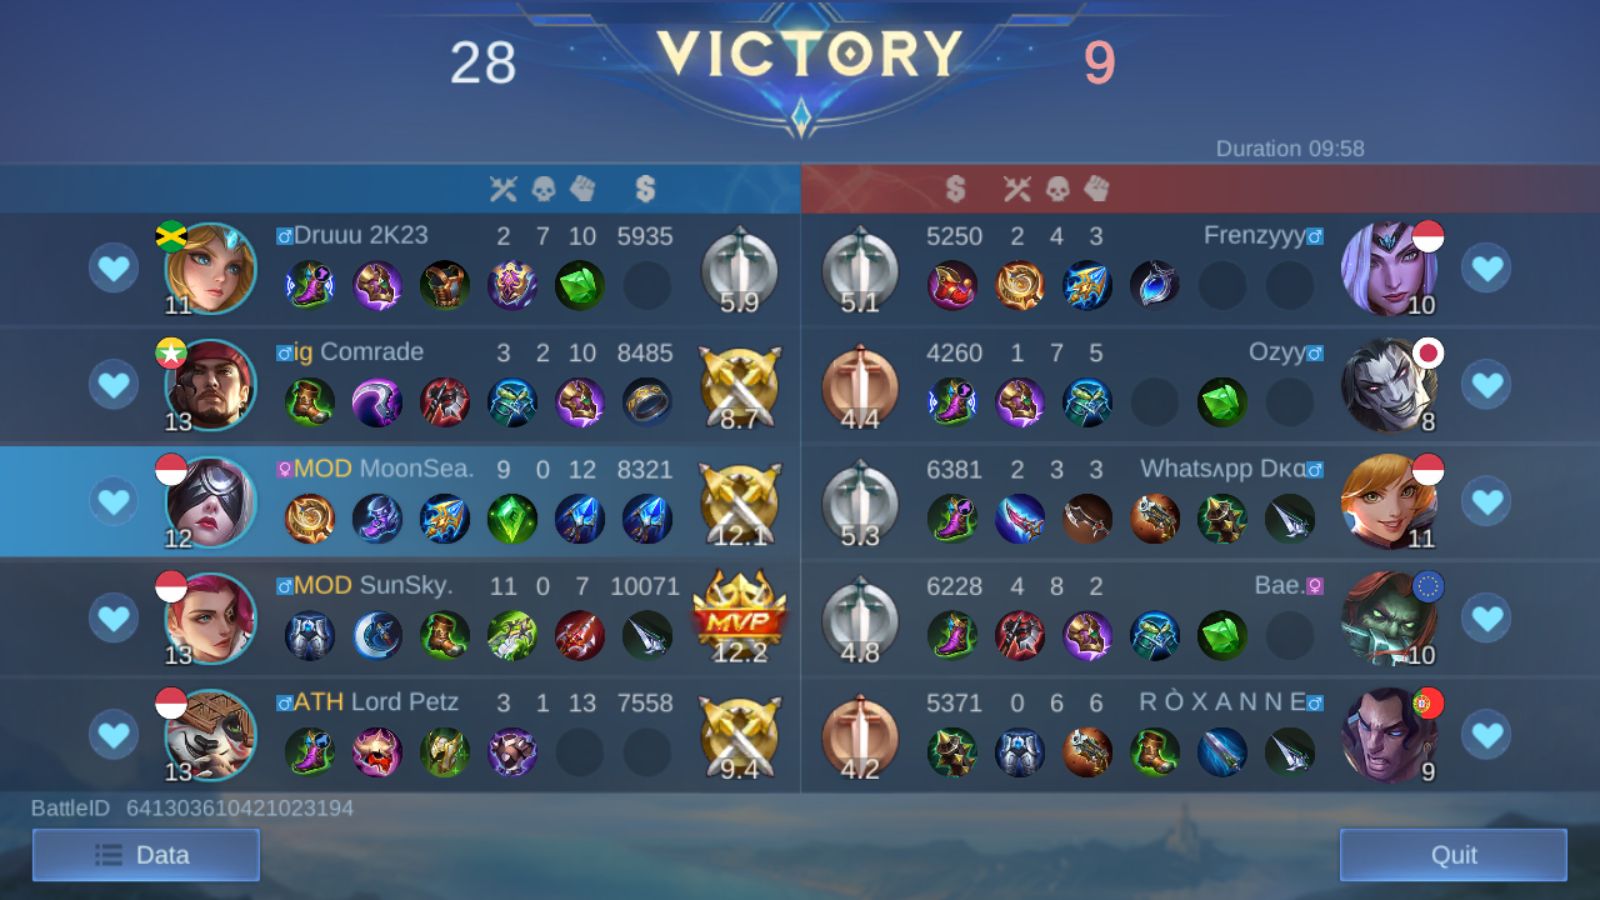 28 VICTORY 9
Duration 09:58
Druuu 2K23 2 7 10 5935
11 5.9
5250 2 4 3 Frenzyyy
5.1 10
ig Comrade 3 2 10 8485
13 8.7
4260 1 7 5 Ozyy
4.4 8
MOD MoonSea. 9 0 12 8321
12 12.1
6381 2 3 3 Whatsʌpp Dκɑ
5.3 11
MOD SunSky. 11 0 7 10071
13 MVP 12.2
6228 4 8 2 Bae.
4.8 10
ATH Lord Petz 3 1 13 7558
13 9.4
5371 0 6 6 R Ò X A N N E
4.2 9
BattleID 641303610421023194
Data Quit